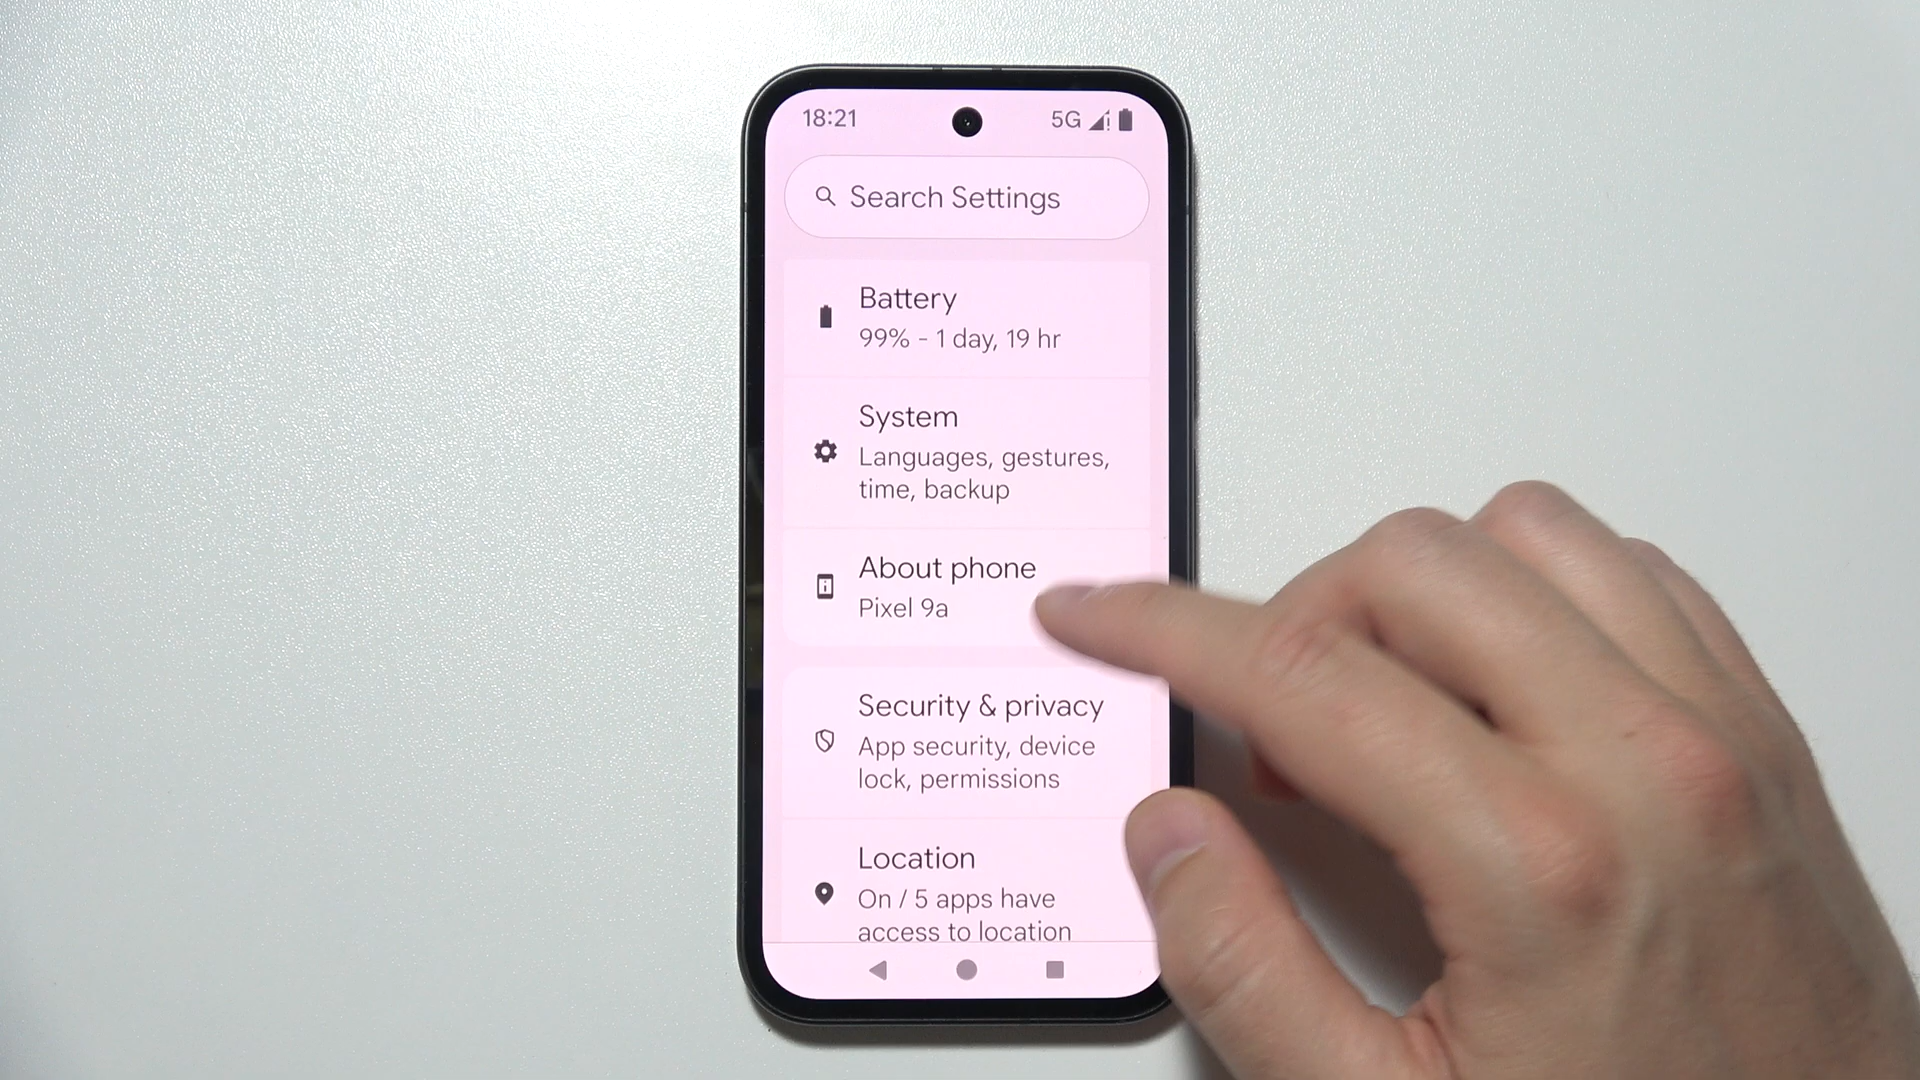 18:21
5G
Search Settings
Battery
99% - 1 day, 19 hr
System
Languages, gestures,
time, backup
About phone
Pixel 9a
Security & privacy
App security, device
lock, permissions
Location
On / 5 apps have
access to location